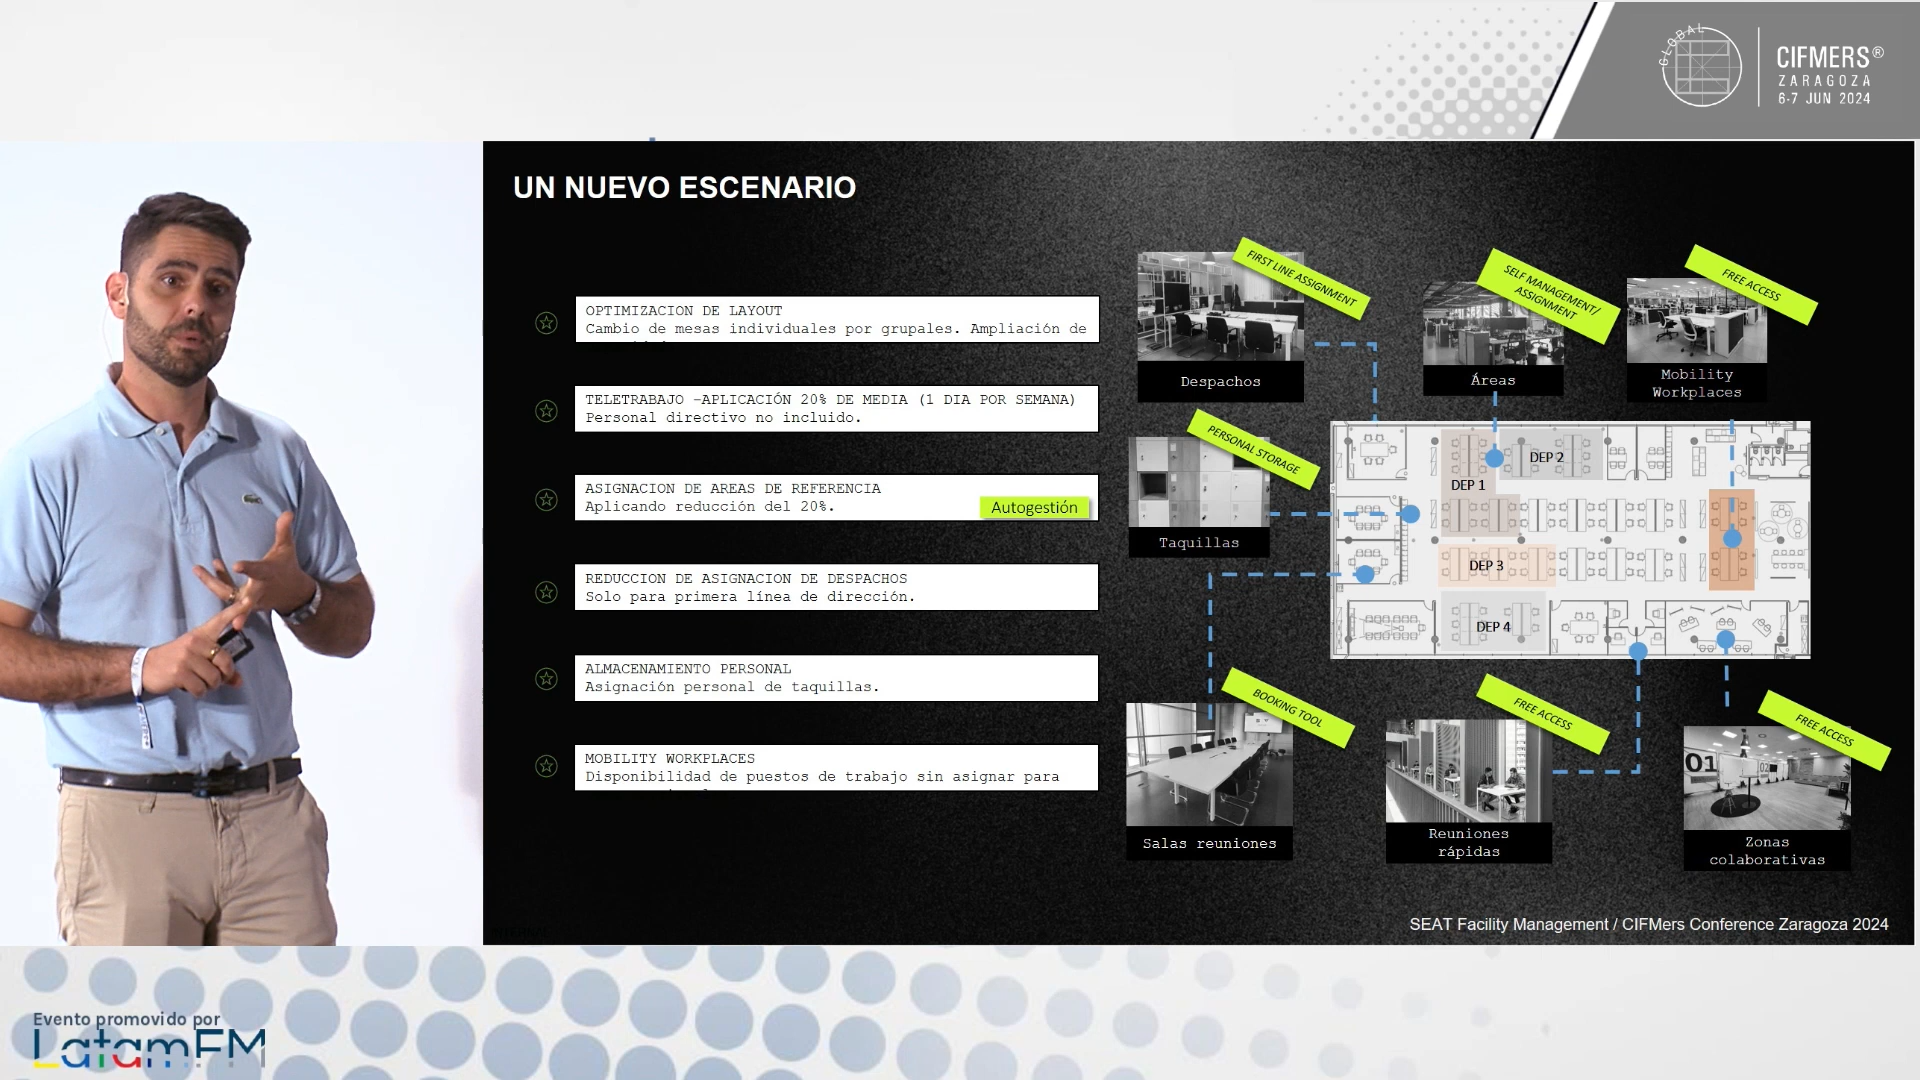 GLOBAL
CIFMERS®
ZARAGOZA
6-7 JUN 2024
UN NUEVO ESCENARIO
OPTIMIZACION DE LAYOUT
Cambio de mesas individuales por grupales. Ampliación de
TELETRABAJO –APLICACIÓN 20% DE MEDIA (1 DIA POR SEMANA)
Personal directivo no incluido.
ASIGNACION DE AREAS DE REFERENCIA
Aplicando reducción del 20%.
Autogestión
REDUCCION DE ASIGNACION DE DESPACHOS
Solo para primera línea de dirección.
ALMACENAMIENTO PERSONAL
Asignación personal de taquillas.
MOBILITY WORKPLACES
Disponibilidad de puestos de trabajo sin asignar para
FIRST LINE ASSIGNMENT
Despachos
SELF MANAGEMENT/
ASSIGNMENT
Áreas
FREE ACCESS
Mobility
Workplaces
PERSONAL STORAGE
Taquillas
DEP 2
DEP 1
DEP 3
DEP 4
BOOKING TOOL
Salas reuniones
FREE ACCESS
Reuniones
rápidas
FREE ACCESS
01
Zonas
colaborativas
SEAT Facility Management / CIFMers Conference Zaragoza 2024
Evento promovido por
LatamFM